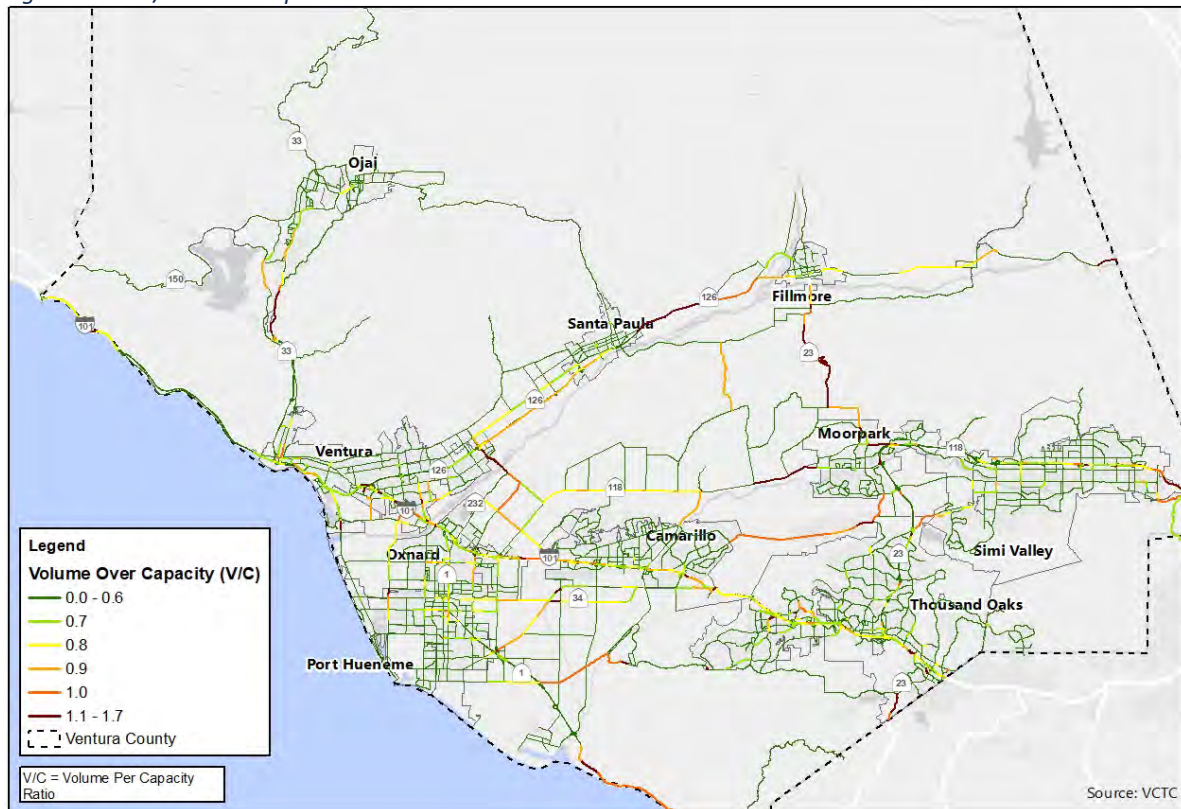 33
Ojai
150
101
33
Santa Paula
126
Fillmore
23
126
Ventura
126
101
232
118
Moorpark
118
Camarillo
101
Oxnard
1
34
23
Simi Valley
Thousand Oaks
Port Hueneme
1
23
Legend
Volume Over Capacity (V/C)
0.0 - 0.6
0.7
0.8
0.9
1.0
1.1 - 1.7
Ventura County
V/C = Volume Per Capacity
Ratio
Source: VCTC